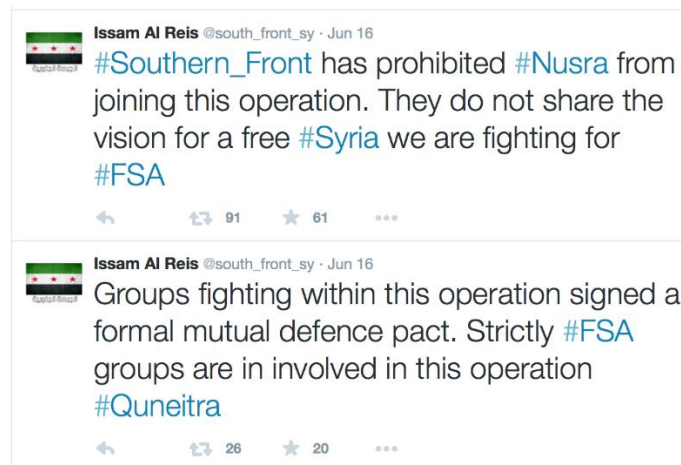 Issam Al Reis @south_front_sy · Jun 16
#Southern_Front has prohibited #Nusra from
joining this operation. They do not share the
vision for a free #Syria we are fighting for
#FSA
91 61
Issam Al Reis @south_front_sy · Jun 16
Groups fighting within this operation signed a
formal mutual defence pact. Strictly #FSA
groups are in involved in this operation
#Quneitra
26 20